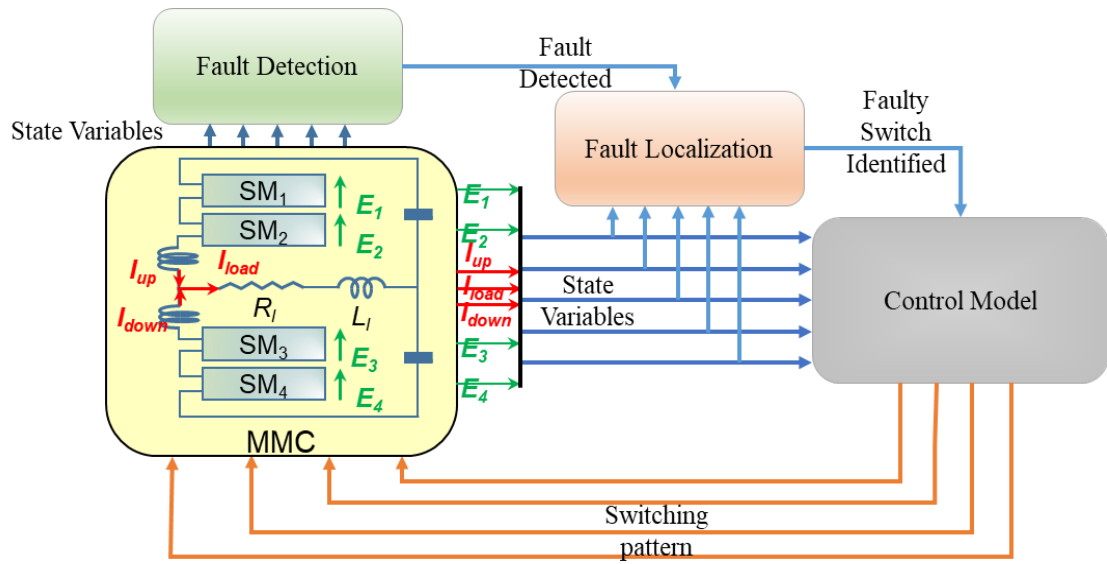 Fault Detection
Fault
Detected
State Variables
Fault Localization
Faulty
Switch
Identified
SM1
E1
SM2
E2
Iup
Iload
Idown
Rl
Ll
SM3
E3
SM4
E4
MMC
E1
E2
Iup
Iload
Idown
E3
E4
State
Variables
Control Model
Switching
pattern